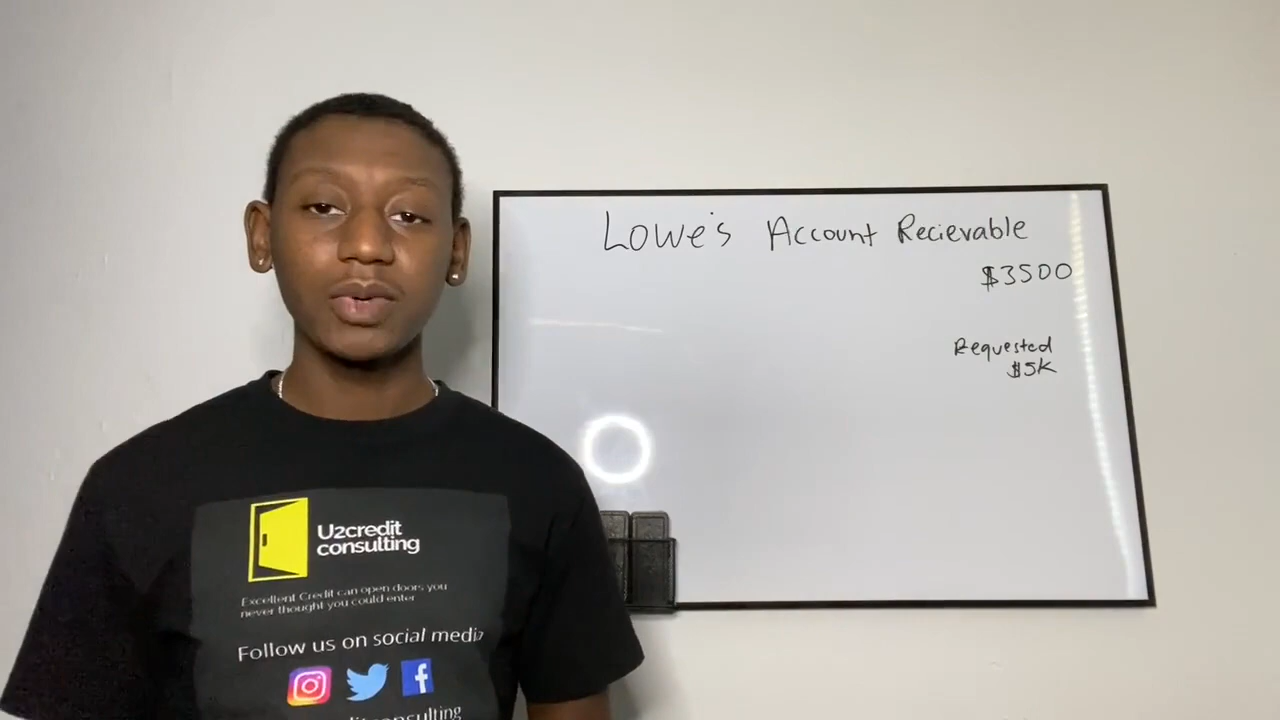 Lowe's Account Recievable
$3500
Requested
$5K
U2credit
consulting
Excellent Credit can open doors you
never thought you could enter
Follow us on social media
consulting